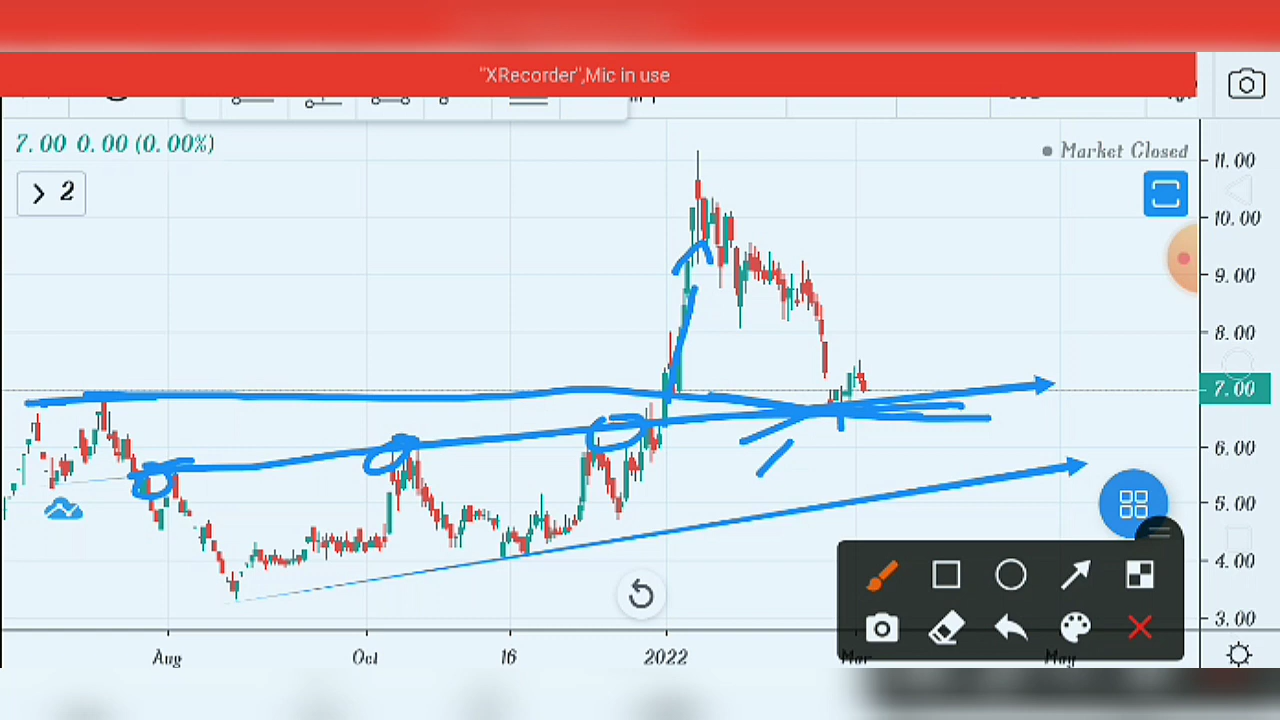 "XRecorder",Mic in use
7.00 0.00 (0.00%)
Market Closed
2
11.00
10.00
9.00
8.00
7.00
6.00
5.00
4.00
3.00
Aug
Oct
16
2022
Mar
May